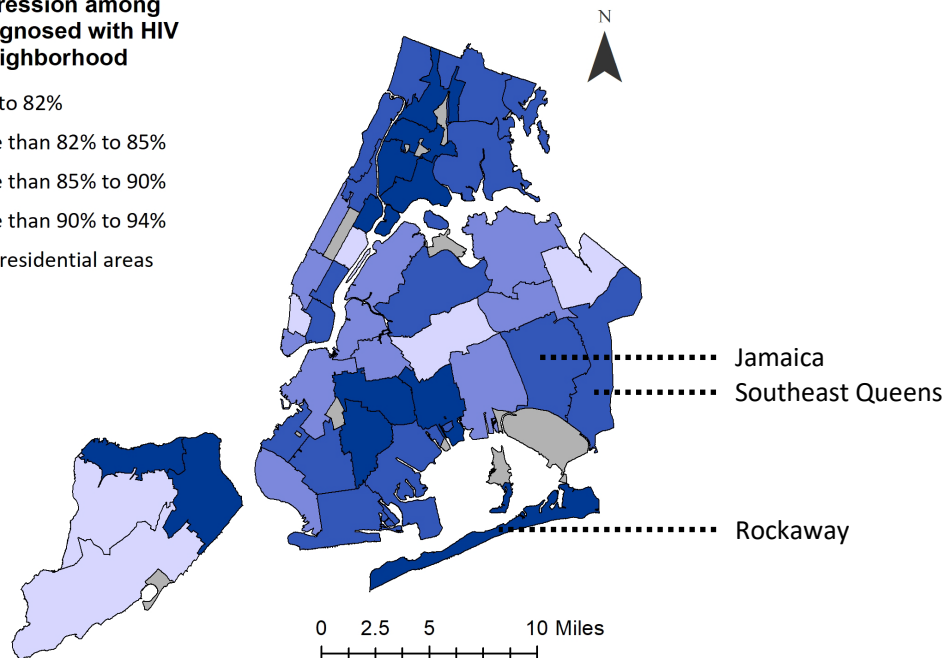 ression among
gnosed with HIV
ighborhood
to 82%
e than 82% to 85%
e than 85% to 90%
e than 90% to 94%
residential areas
N
Jamaica
Southeast Queens
Rockaway
0 2.5 5 10 Miles